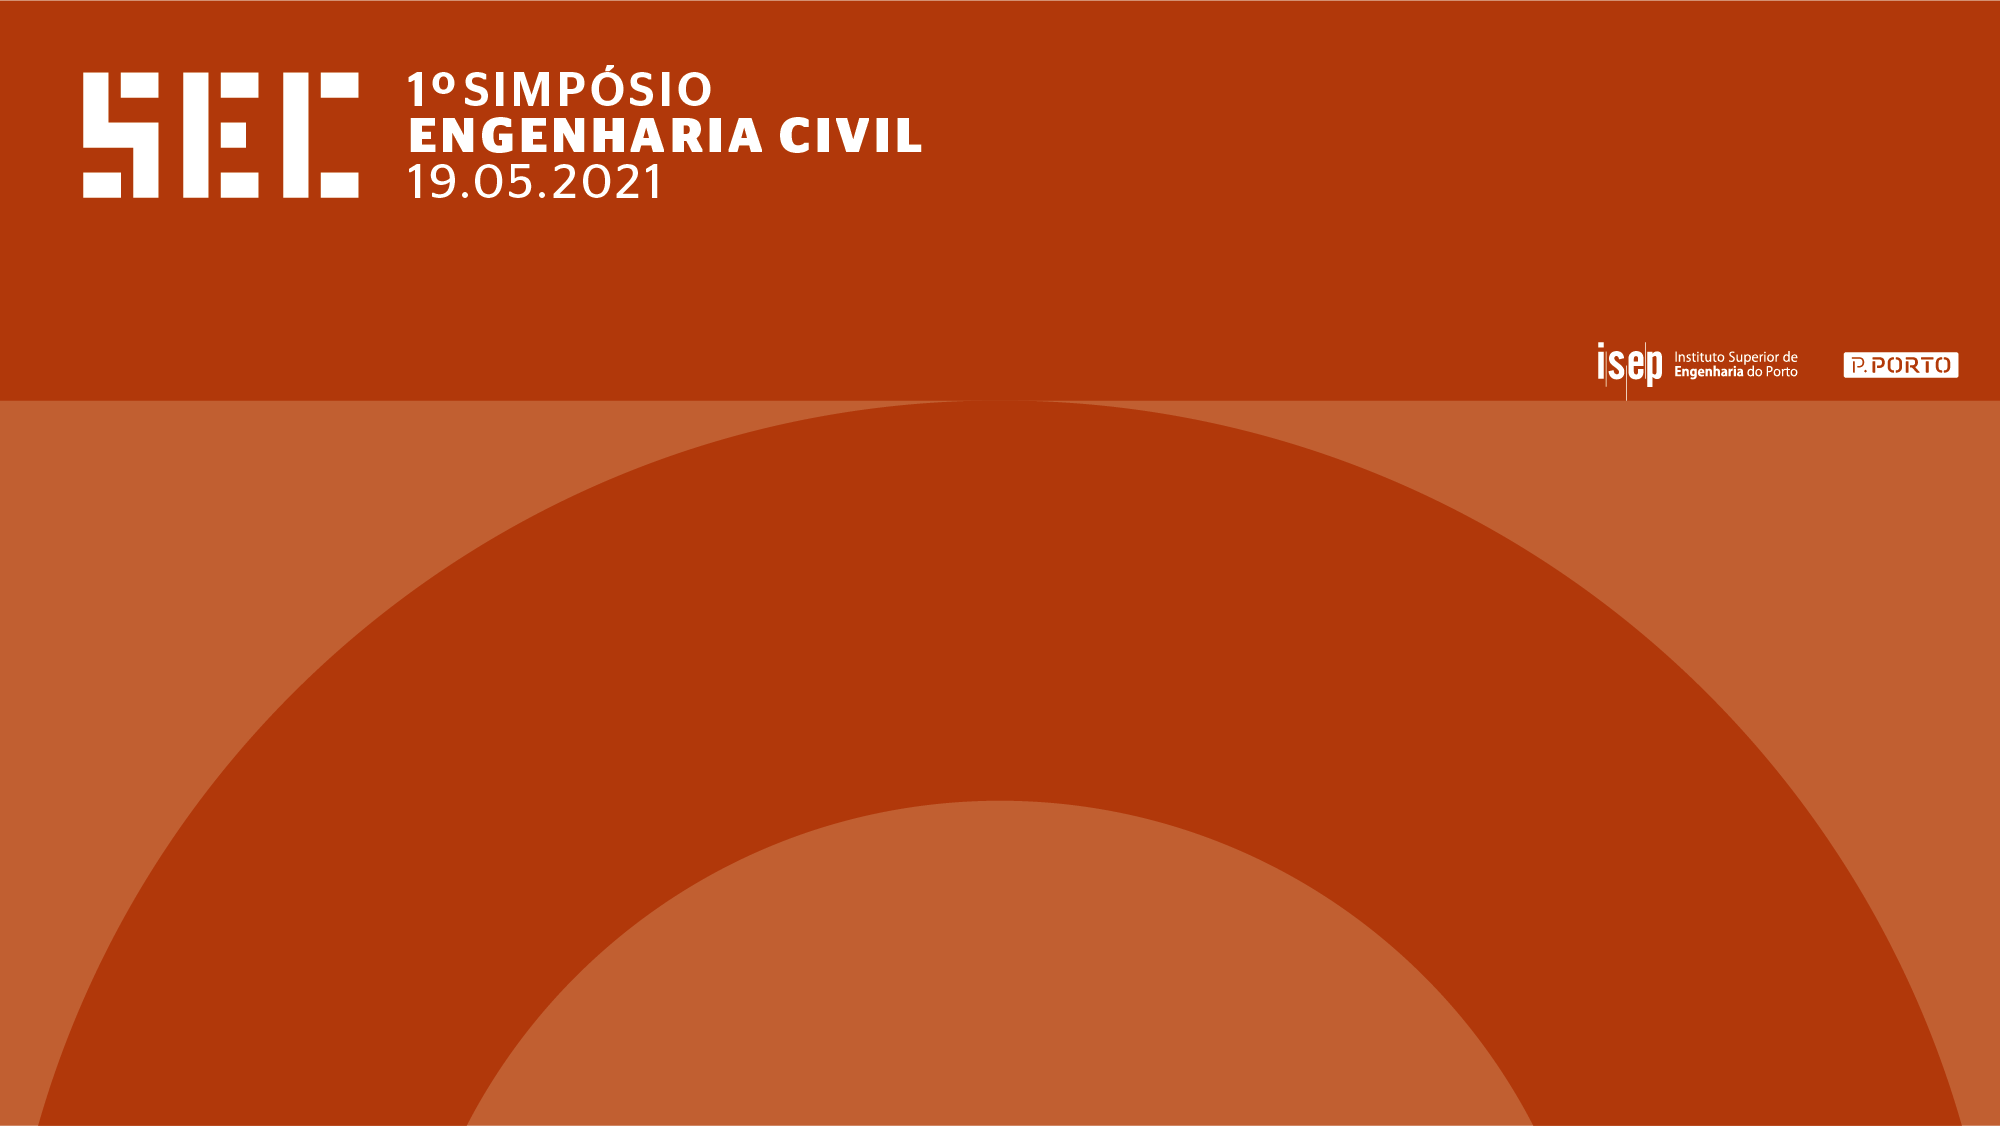 SEC
1º SIMPÓSIO
ENGENHARIA CIVIL
19.05.2021
isep
Instituto Superior de
Engenharia do Porto
P.PORTO